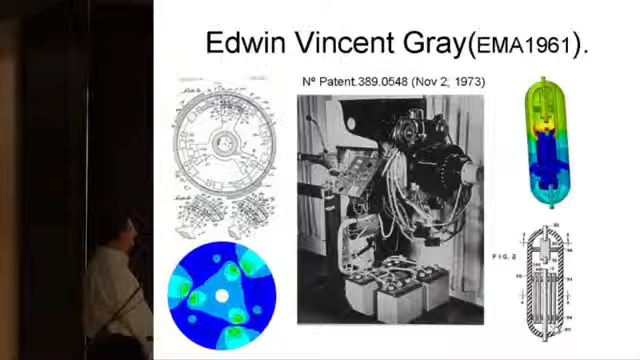 Edwin Vincent Gray(EMA1961).
Nº Patent.389.0548 (Nov 2, 1973)
FIG. 2